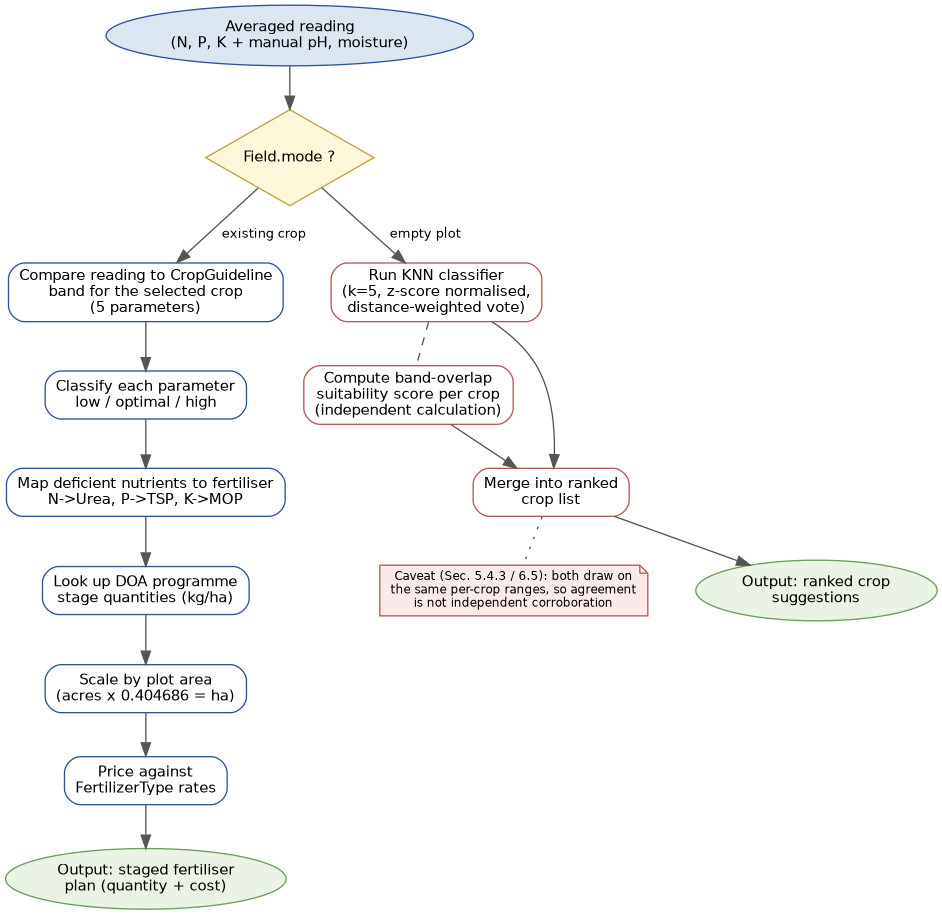 Averaged reading
(N, P, K + manual pH, moisture)
Field.mode ?
existing crop
empty plot
Compare reading to CropGuideline
band for the selected crop
(5 parameters)
Run KNN classifier
(k=5, z-score normalised,
distance-weighted vote)
Classify each parameter
low / optimal / high
Compute band-overlap
suitability score per crop
(independent calculation)
Map deficient nutrients to fertiliser
N->Urea, P->TSP, K->MOP
Merge into ranked
crop list
Look up DOA programme
stage quantities (kg/ha)
Caveat (Sec. 5.4.3 / 6.5): both draw on
the same per-crop ranges, so agreement
is not independent corroboration
Output: ranked crop
suggestions
Scale by plot area
(acres x 0.404686 = ha)
Price against
FertilizerType rates
Output: staged fertiliser
plan (quantity + cost)